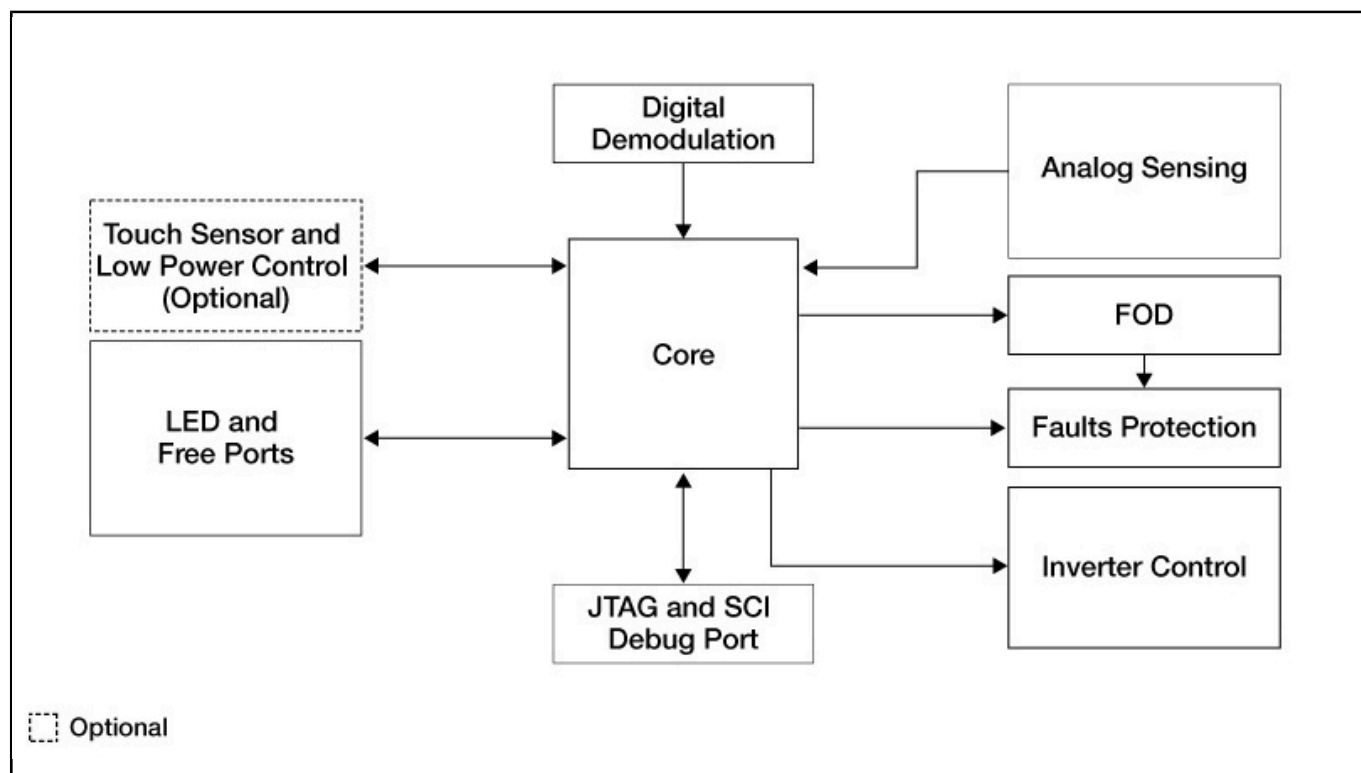 Digital
Demodulation
Analog Sensing
Touch Sensor and
Low Power Control
(Optional)
FOD
Core
LED and
Free Ports
Faults Protection
Inverter Control
JTAG and SCI
Debug Port
Optional